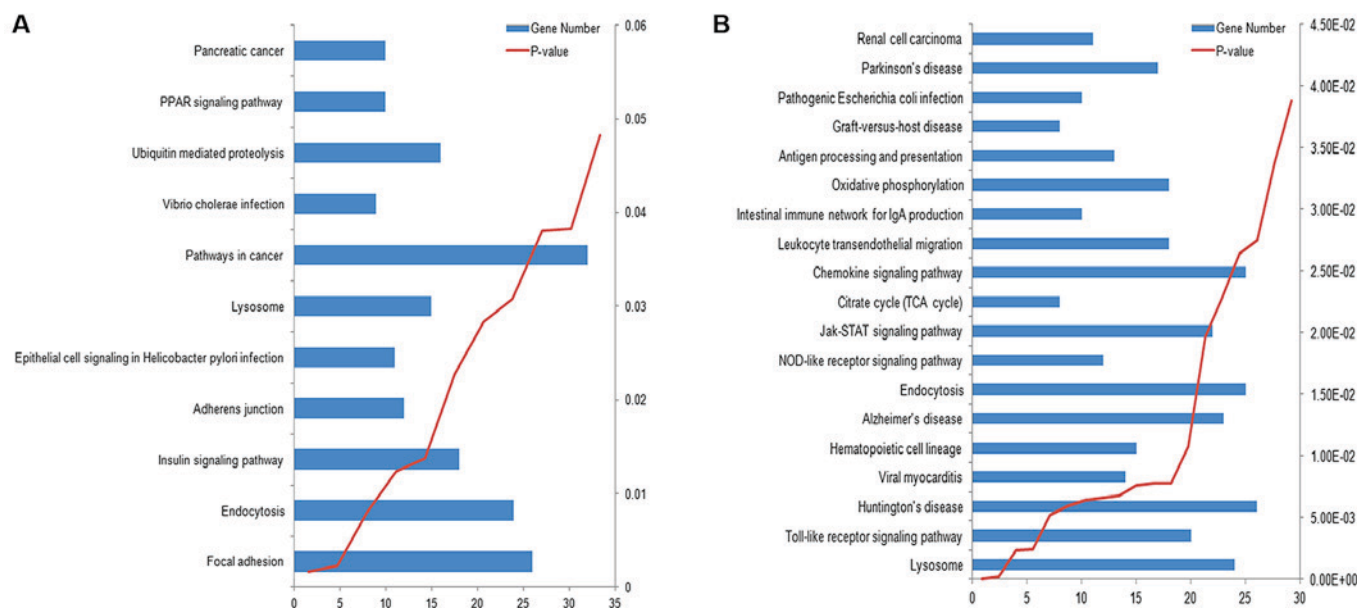 A
Gene Number
P-value
Pancreatic cancer
PPAR signaling pathway
Ubiquitin mediated proteolysis
Vibrio cholerae infection
Pathways in cancer
Lysosome
Epithelial cell signaling in Helicobacter pylori infection
Adherens junction
Insulin signaling pathway
Endocytosis
Focal adhesion
0.06
0.05
0.04
0.03
0.02
0.01
0
0 5 10 15 20 25 30 35
B
Gene Number
P-value
Renal cell carcinoma
Parkinson's disease
Pathogenic Escherichia coli infection
Graft-versus-host disease
Antigen processing and presentation
Oxidative phosphorylation
Intestinal immune network for IgA production
Leukocyte transendothelial migration
Chemokine signaling pathway
Citrate cycle (TCA cycle)
Jak-STAT signaling pathway
NOD-like receptor signaling pathway
Endocytosis
Alzheimer's disease
Hematopoietic cell lineage
Viral myocarditis
Huntington's disease
Toll-like receptor signaling pathway
Lysosome
4.50E-02
4.00E-02
3.50E-02
3.00E-02
2.50E-02
2.00E-02
1.50E-02
1.00E-02
5.00E-03
0.00E+00
0 5 10 15 20 25 30